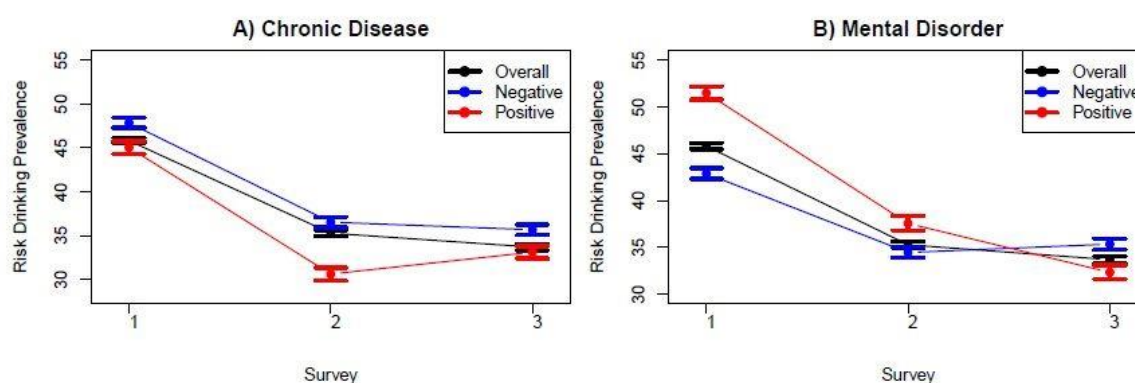 A) Chronic Disease
Risk Drinking Prevalence
55
50
45
40
35
30
Overall
Negative
Positive
1
2
3
Survey
B) Mental Disorder
Risk Drinking Prevalence
55
50
45
40
35
30
Overall
Negative
Positive
1
2
3
Survey